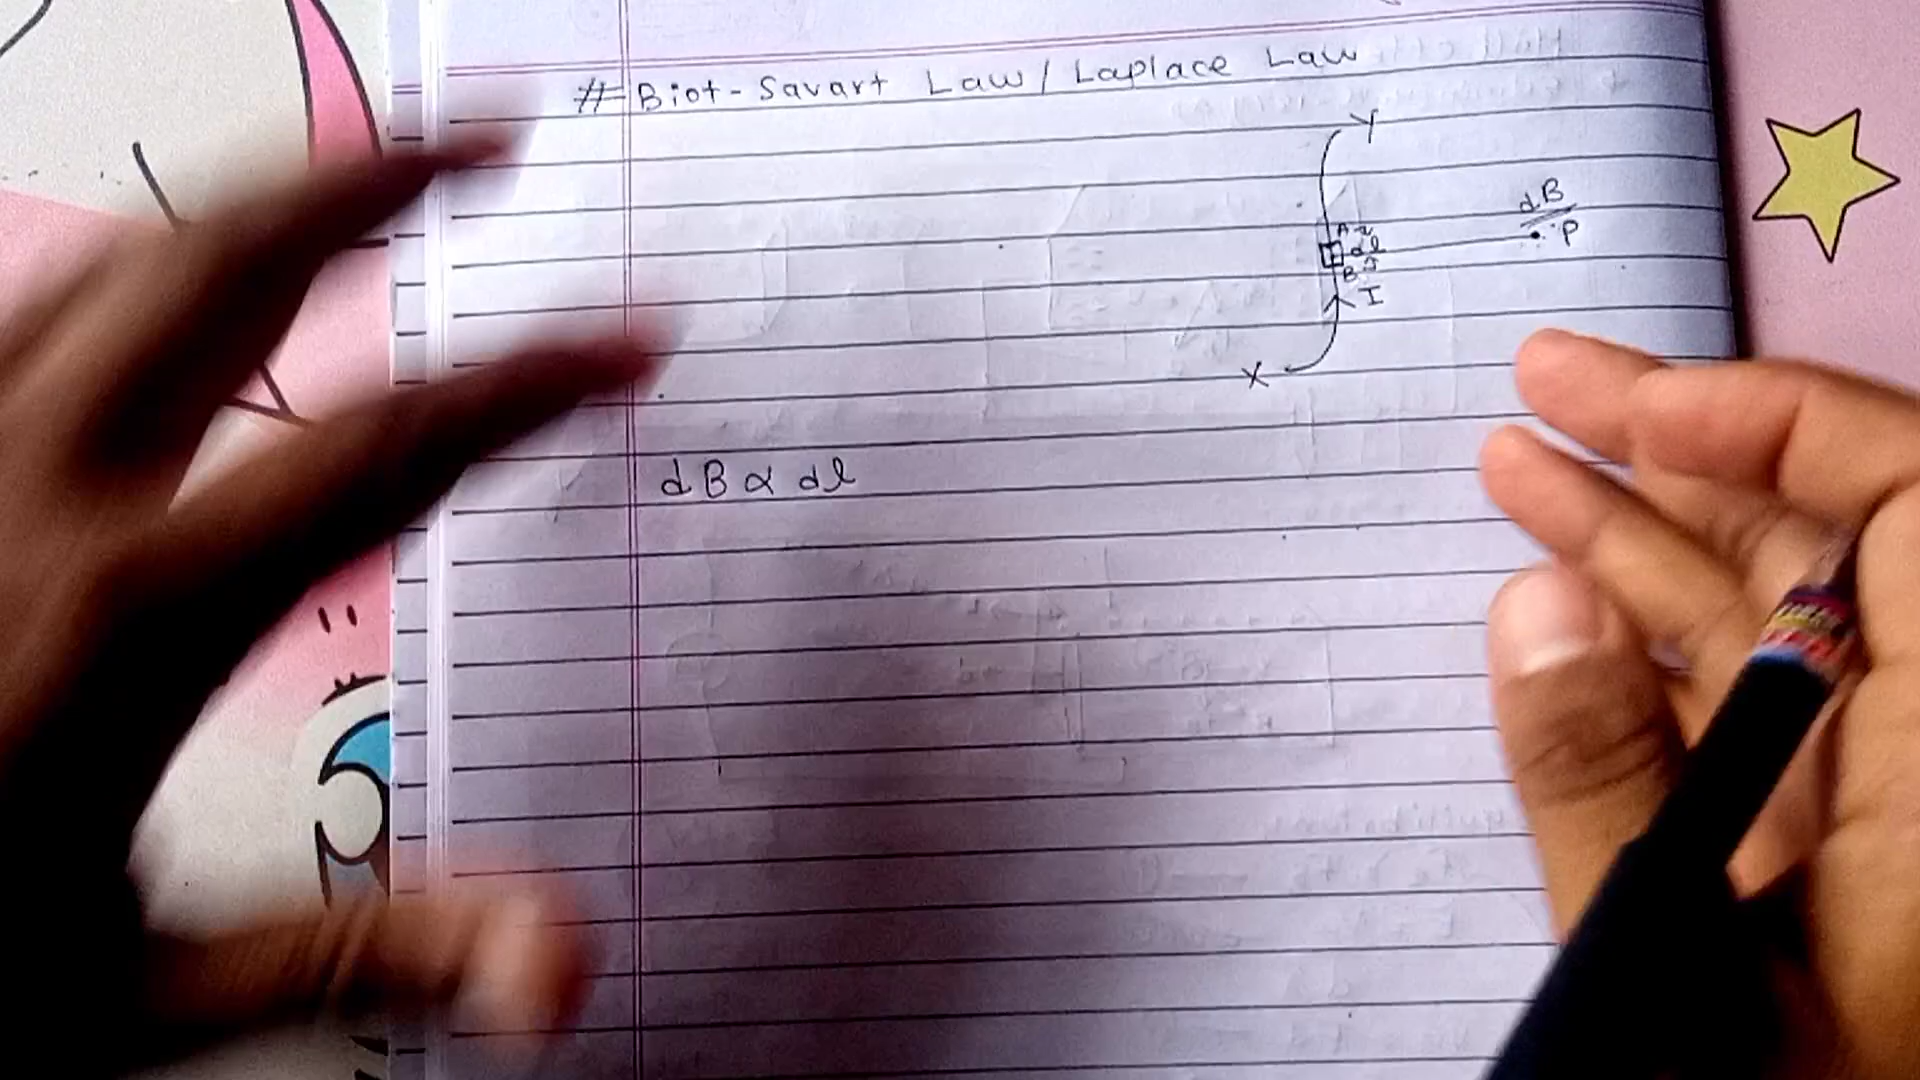 # Biot-Savart Law / Laplace Law
Y
dB
P
A
dl
B
I
X
dB ∝ dl